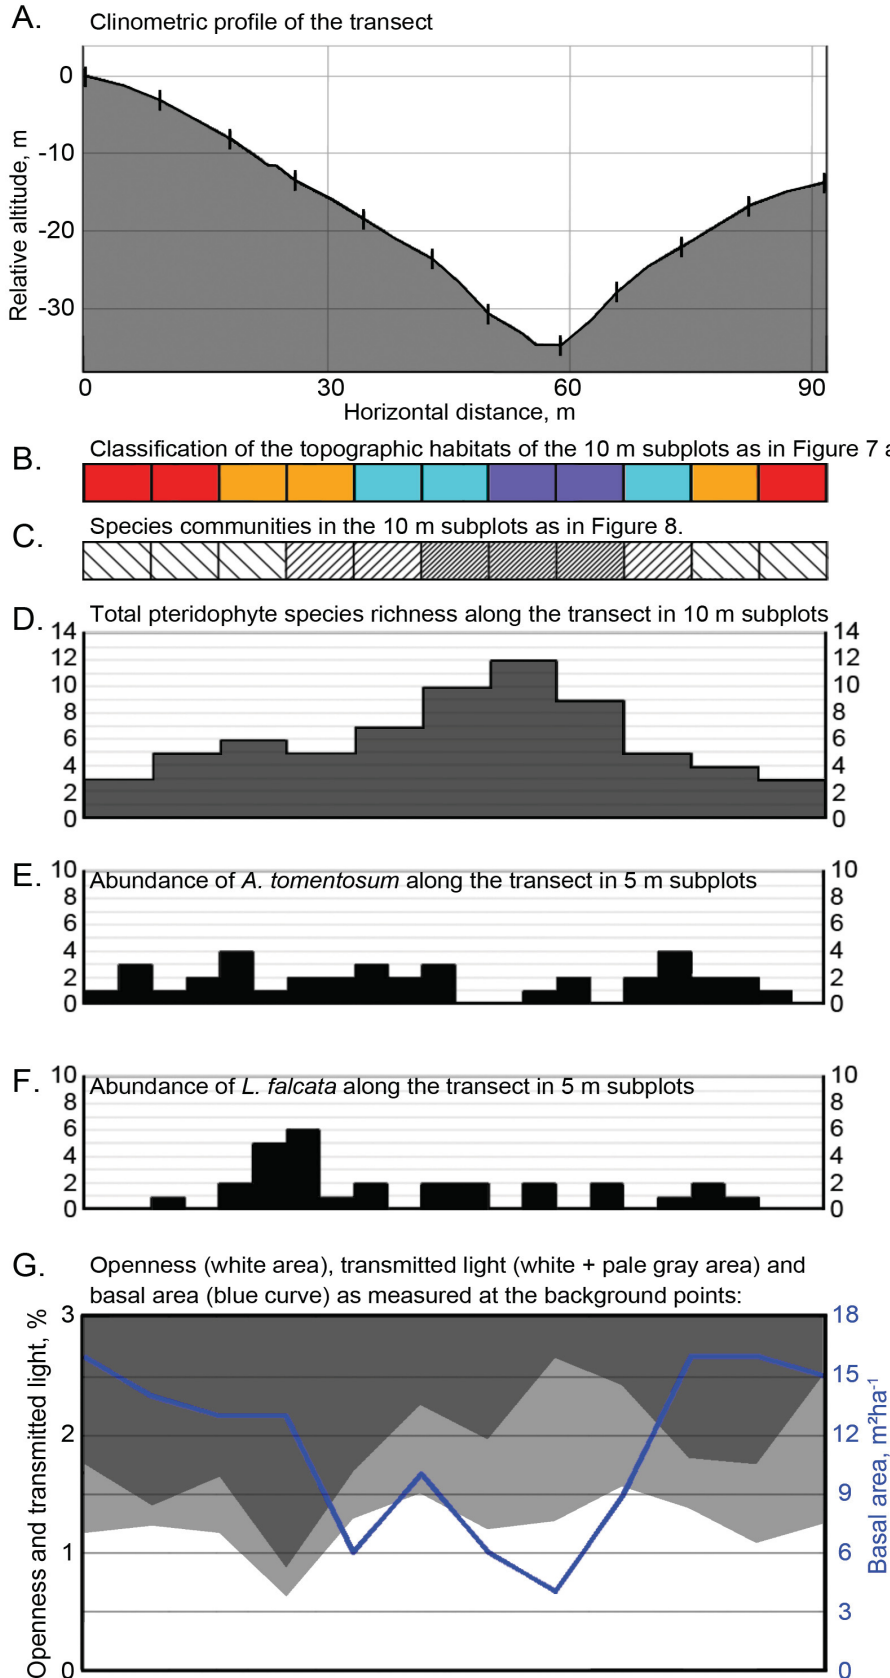 A. Clinometric profile of the transect
0
-10
-20
-30
Relative altitude, m
0 30 60 90
Horizontal distance, m
B. Classification of the topographic habitats of the 10 m subplots as in Figure 7 a
C. Species communities in the 10 m subplots as in Figure 8.
D. Total pteridophyte species richness along the transect in 10 m subplots
14 14
12 12
10 10
8 8
6 6
4 4
2 2
0 0
E. Abundance of A. tomentosum along the transect in 5 m subplots
10 10
8 8
6 6
4 4
2 2
0 0
F. Abundance of L. falcata along the transect in 5 m subplots
10 10
8 8
6 6
4 4
2 2
0 0
G. Openness (white area), transmitted light (white + pale gray area) and
basal area (blue curve) as measured at the background points:
3 18
15
2 12
9
1 6
3
0 0
Openness and transmitted light, %
Basal area, m²ha⁻¹